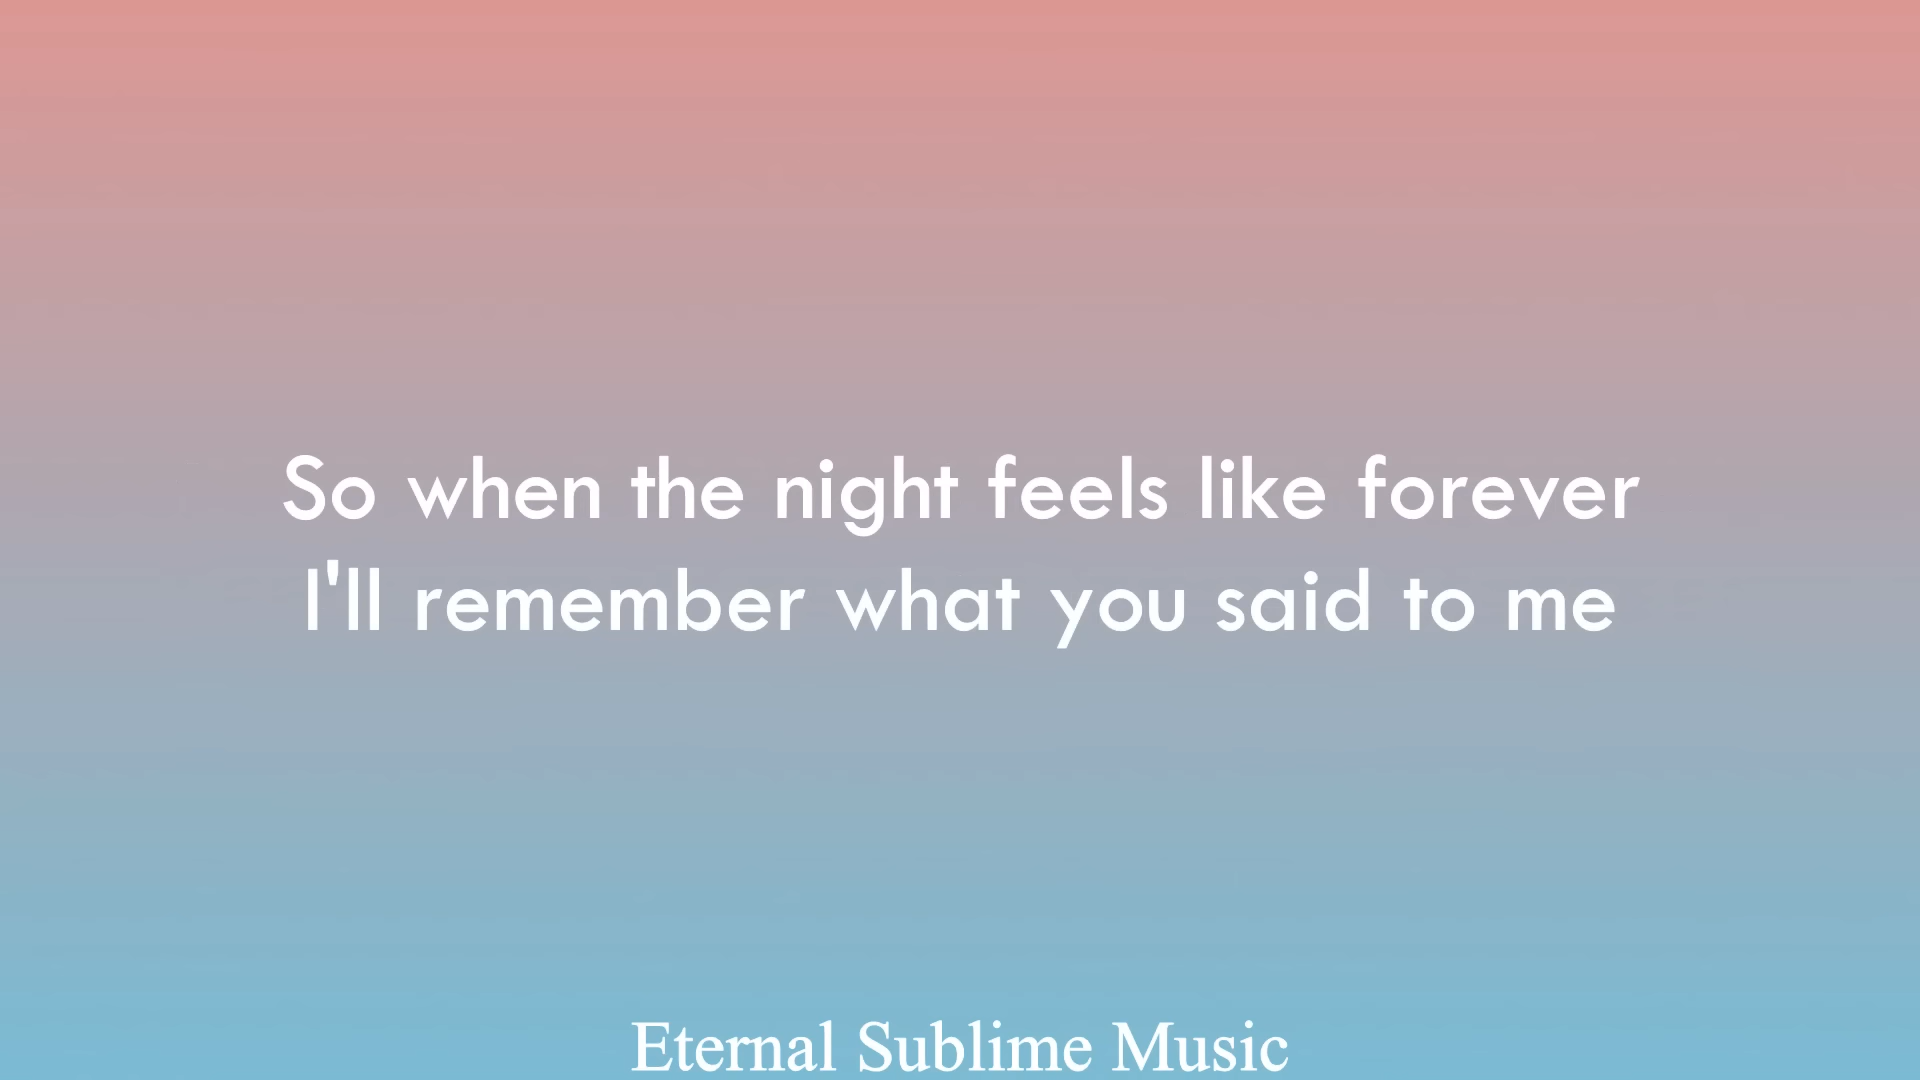 So when the night feels like forever
I'll remember what you said to me
Eternal Sublime Music